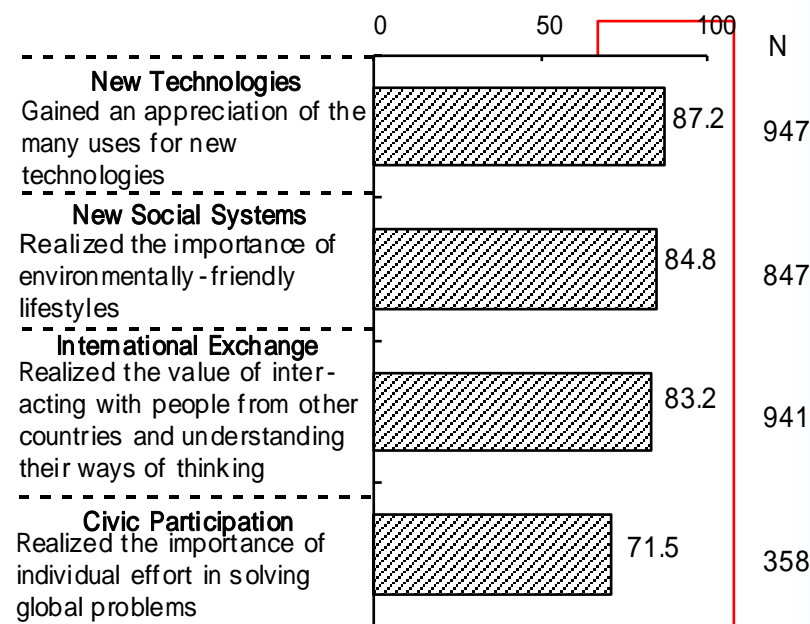 0 50 100
N
New Technologies
Gained an appreciation of the
many uses for new
technologies
87.2
947
New Social Systems
Realized the importance of
environmentally-friendly
lifestyles
84.8
847
International Exchange
Realized the value of inter-
acting with people from other
countries and understanding
their ways of thinking
83.2
941
Civic Participation
Realized the importance of
individual effort in solving
global problems
71.5
358